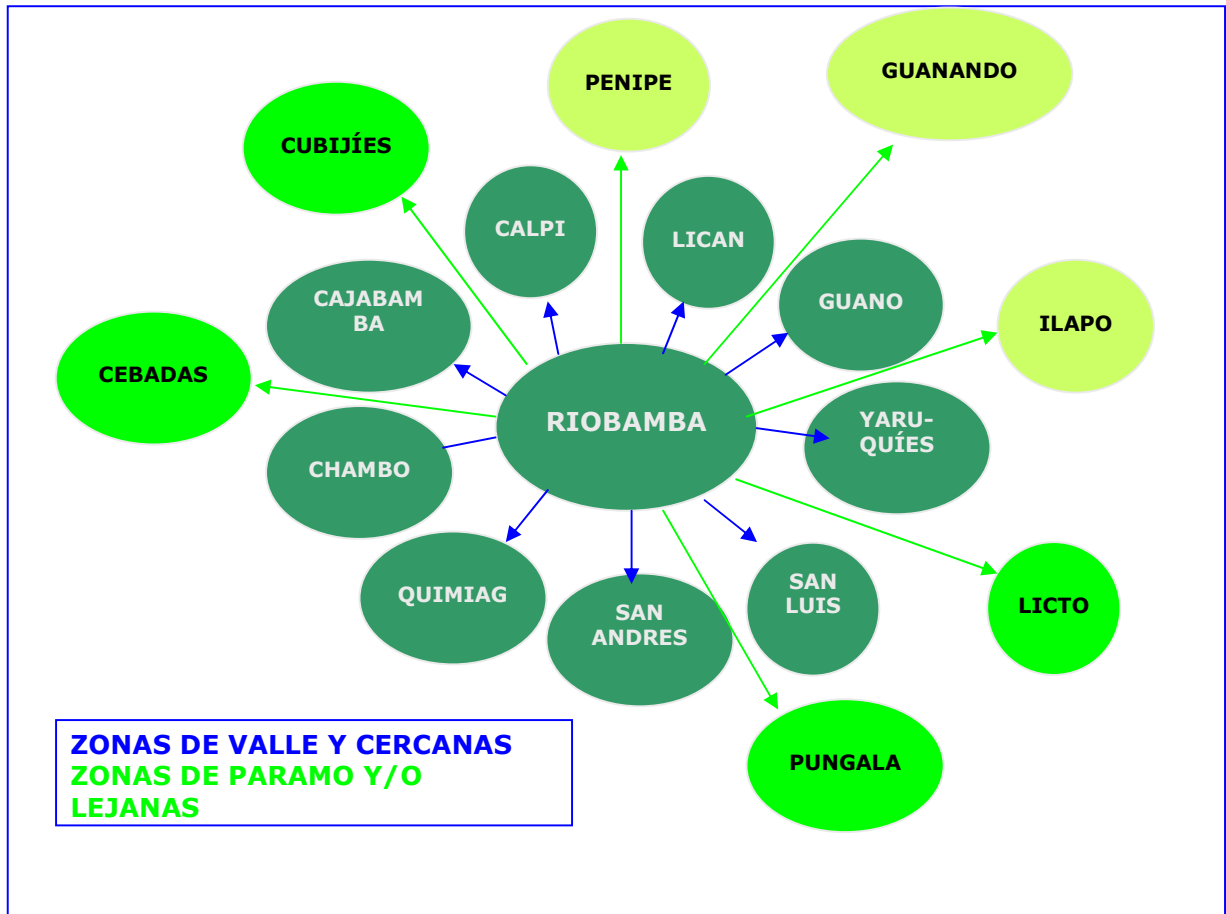 GUANANDO
PENIPE
CUBIJÍES
CALPI
LICAN
CAJABAM
BA
GUANO
ILAPO
CEBADAS
RIOBAMBA
YARU-
QUÍES
CHAMBO
QUIMIAG
SAN
ANDRES
SAN
LUIS
LICTO
PUNGALA
ZONAS DE VALLE Y CERCANAS
ZONAS DE PARAMO Y/O
LEJANAS